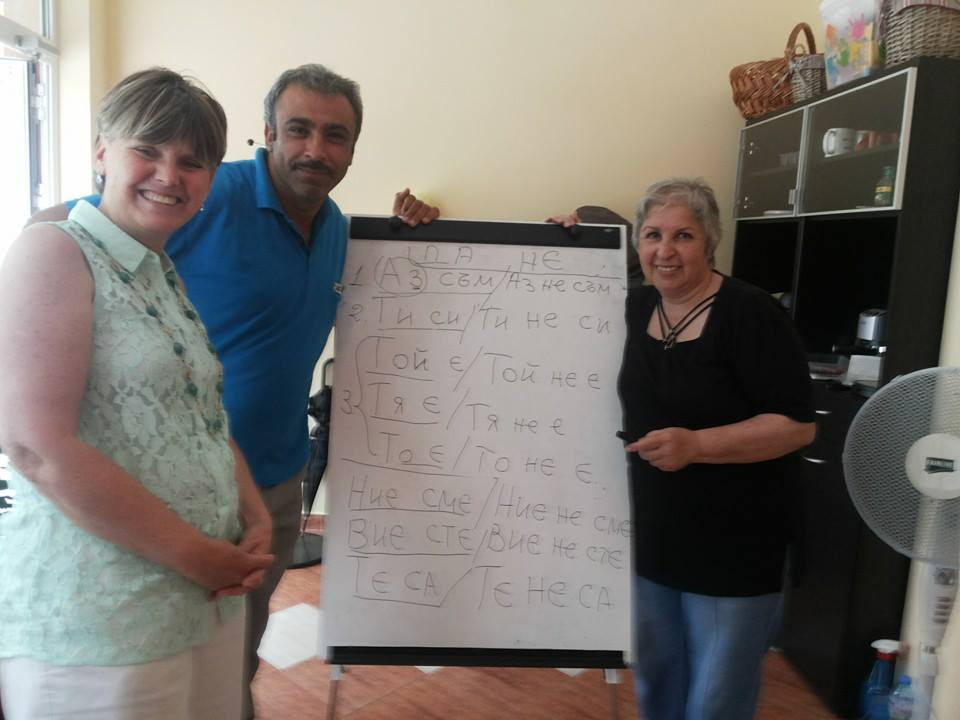 ДА НЕ
1. Аз съм / Аз не съм
2. Ти си / Ти не си
Той е / Той не е
3. Тя е / Тя не е
То е / То не е
Ние сме / Ние не сме
Вие сте / Вие не сте
Те са / Те не са